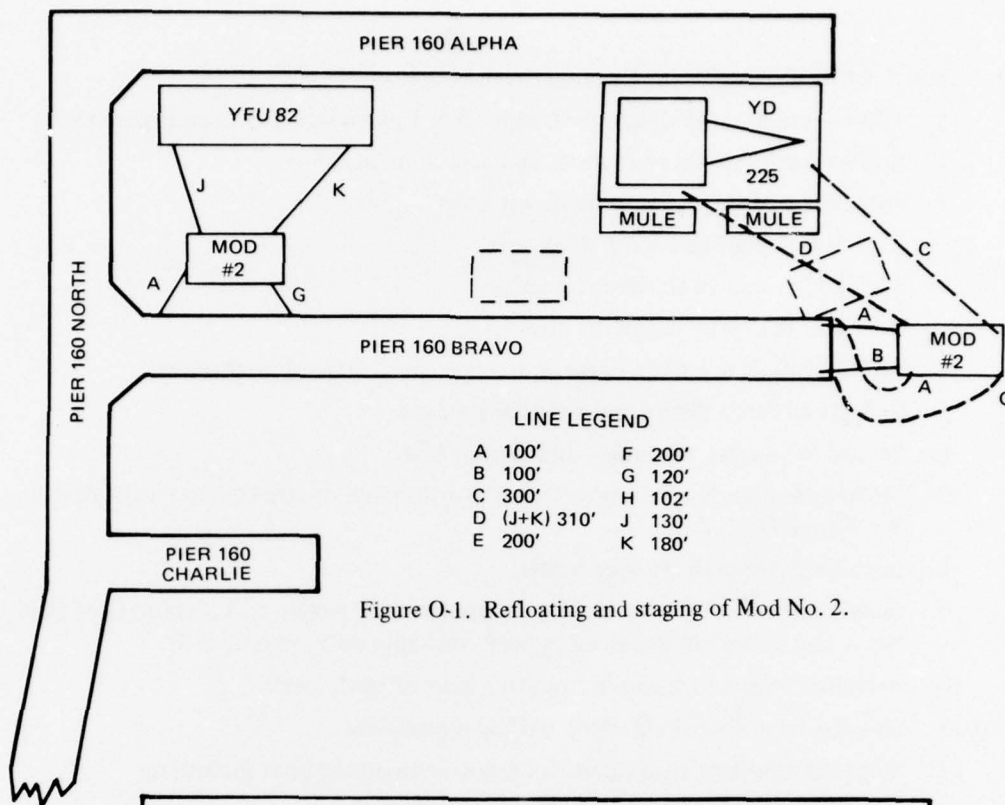 PIER 160 ALPHA
YFU 82
YD
225
J
K
MULE
MULE
MOD
#2
D
C
A
G
A
PIER 160 NORTH
PIER 160 BRAVO
B
MOD
#2
A
C
LINE LEGEND
A 100' F 200'
B 100' G 120'
C 300' H 102'
D (J+K) 310' J 130'
E 200' K 180'
PIER 160
CHARLIE
Figure O-1. Refloating and staging of Mod No. 2.